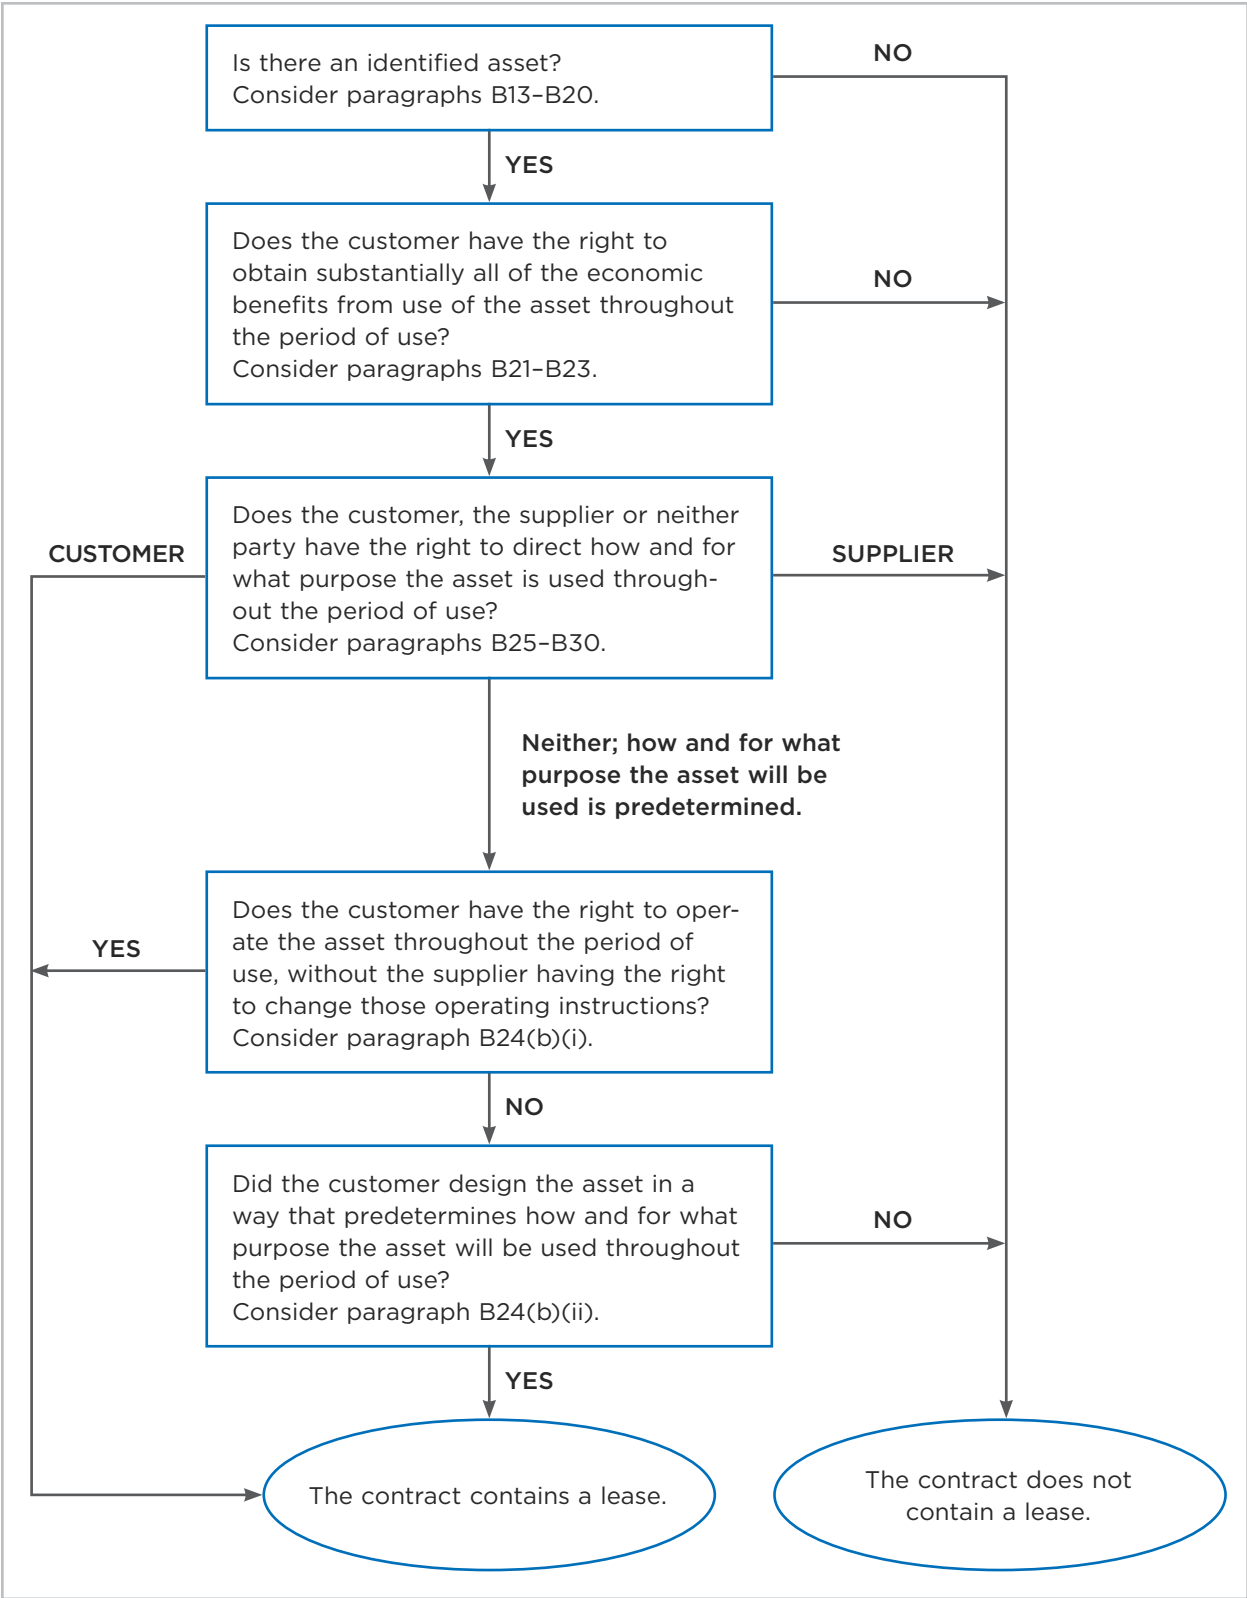 Is there an identified asset?
Consider paragraphs B13–B20.
NO
YES
Does the customer have the right to
obtain substantially all of the economic
benefits from use of the asset throughout
the period of use?
Consider paragraphs B21–B23.
NO
YES
Does the customer, the supplier or neither
party have the right to direct how and for
what purpose the asset is used through-
out the period of use?
Consider paragraphs B25–B30.
CUSTOMER
SUPPLIER
Neither; how and for what
purpose the asset will be
used is predetermined.
Does the customer have the right to oper-
ate the asset throughout the period of
use, without the supplier having the right
to change those operating instructions?
Consider paragraph B24(b)(i).
YES
NO
Did the customer design the asset in a
way that predetermines how and for what
purpose the asset will be used throughout
the period of use?
Consider paragraph B24(b)(ii).
NO
YES
The contract contains a lease.
The contract does not
contain a lease.